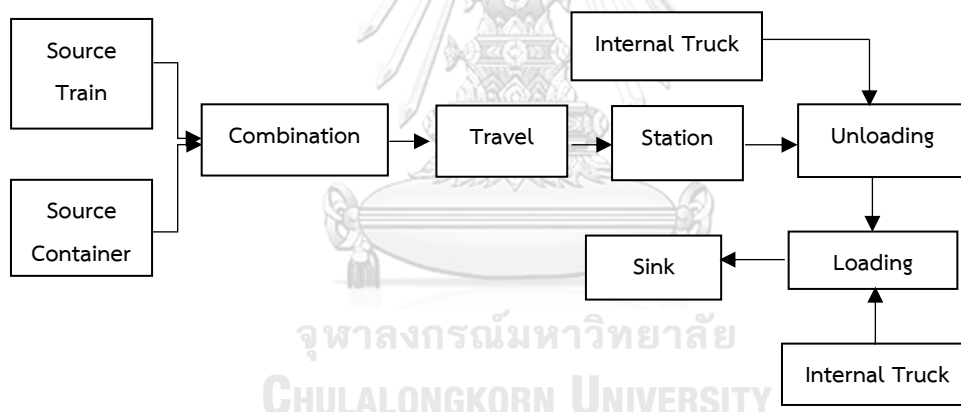 Source
Train
Internal Truck
Combination
Travel
Station
Unloading
Source
Container
Sink
Loading
Internal Truck
จุฬาลงกรณ์มหาวิทยาลัย
CHULALONGKORN UNIVERSITY